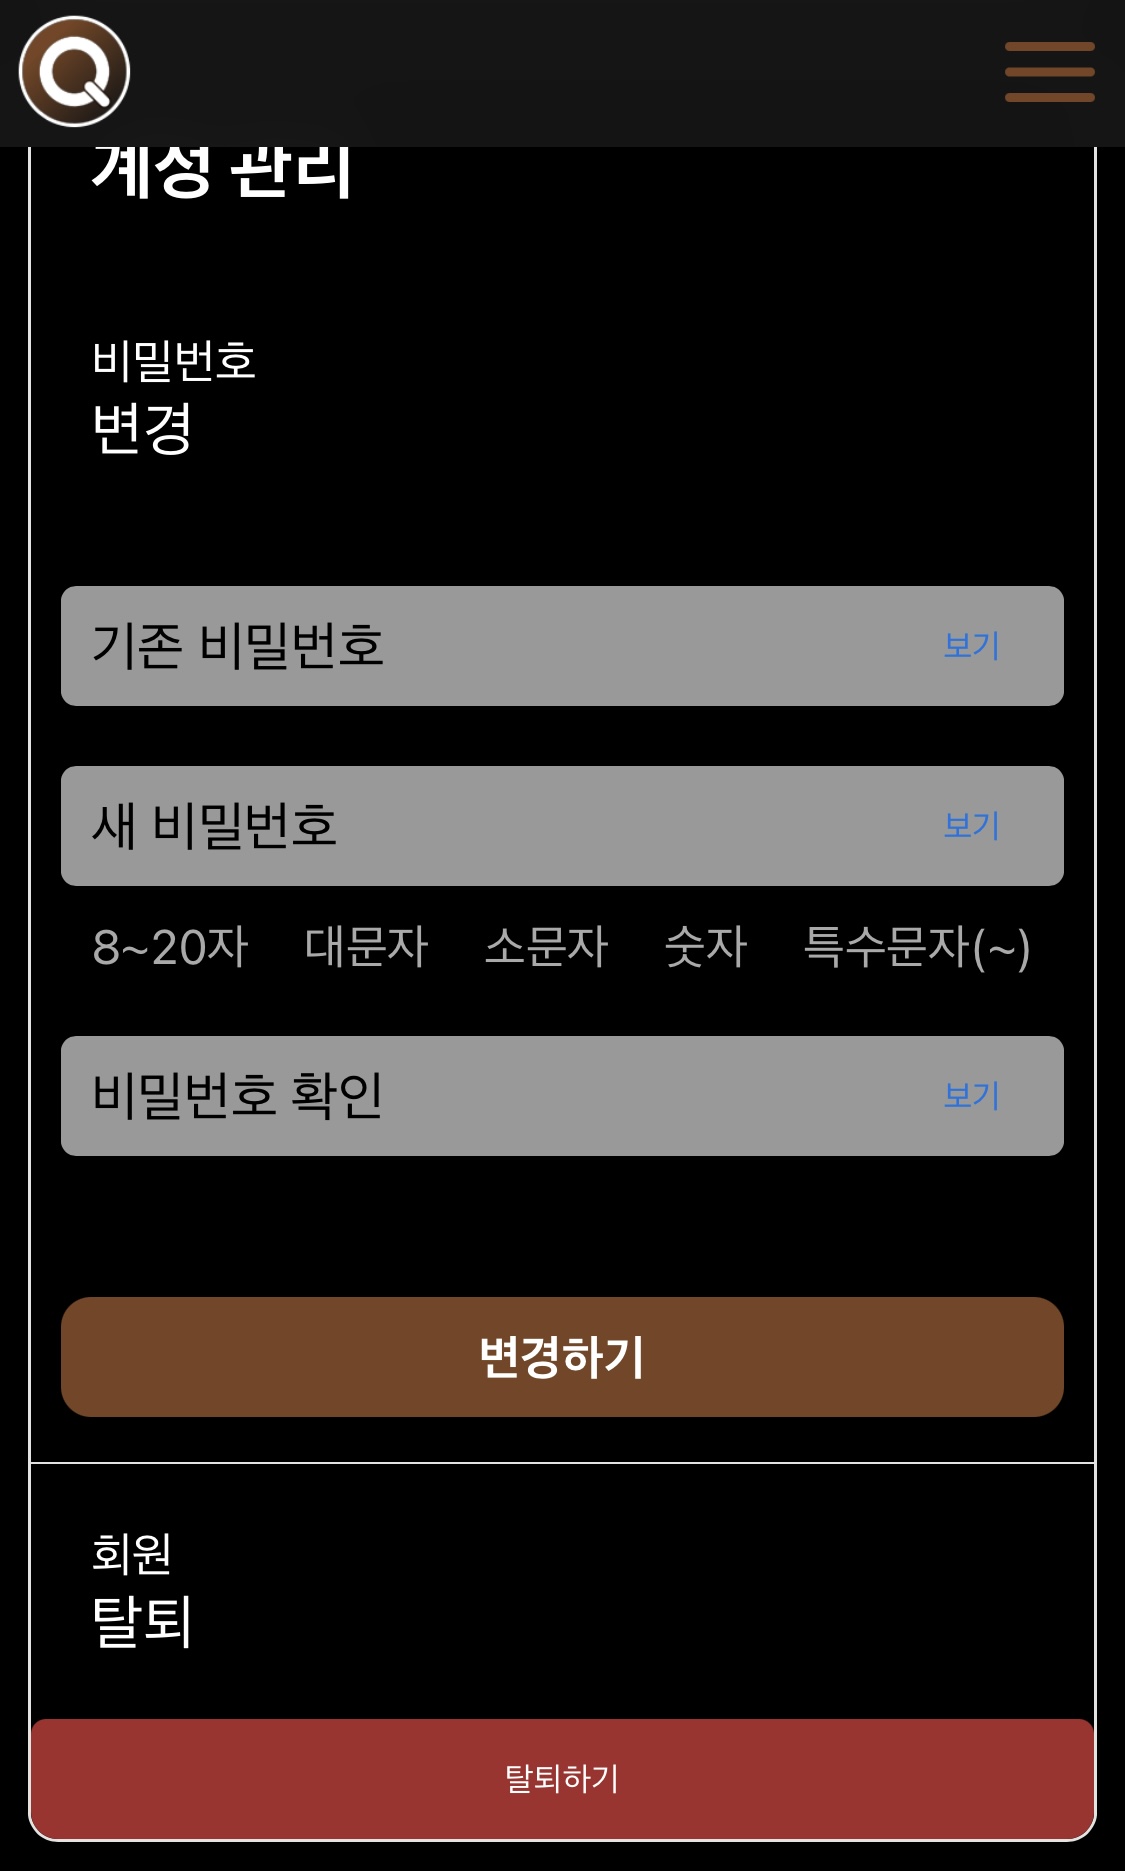 Q
계정 관리
비밀번호
변경
기존 비밀번호 보기
새 비밀번호 보기
8~20자 대문자 소문자 숫자 특수문자(~)
비밀번호 확인 보기
변경하기
회원
탈퇴
탈퇴하기